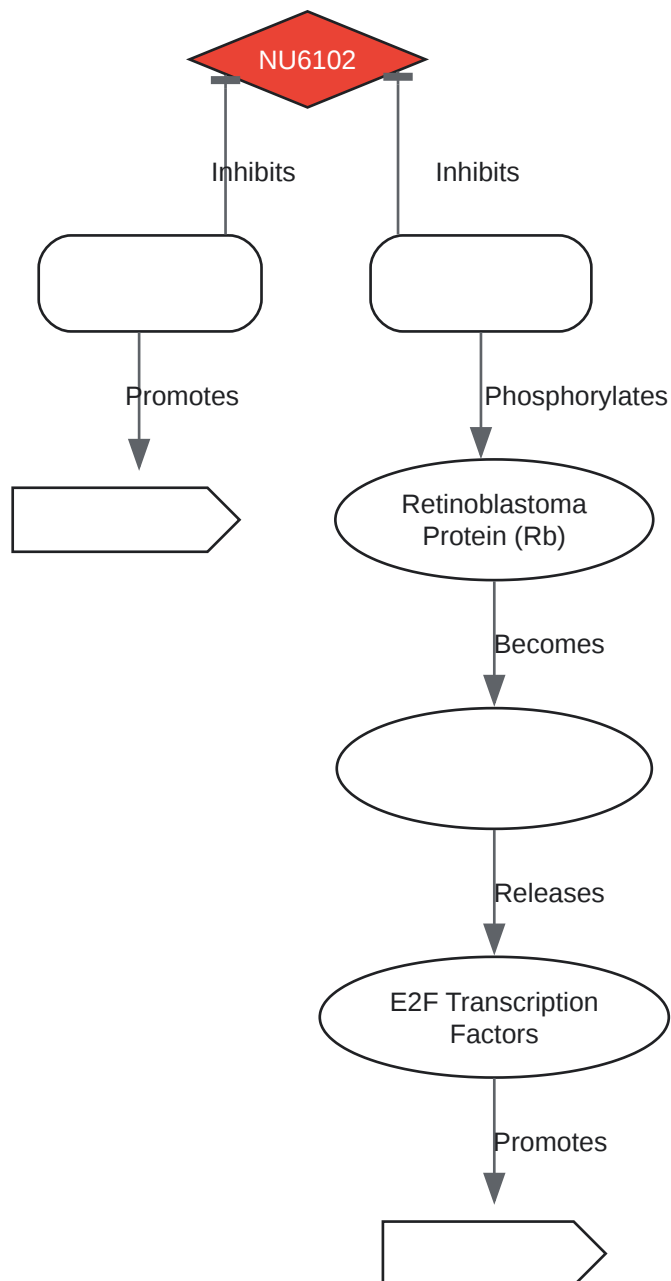 NU6102
Inhibits
Inhibits
Promotes
Phosphorylates
Retinoblastoma
Protein (Rb)
Becomes
Releases
E2F Transcription
Factors
Promotes